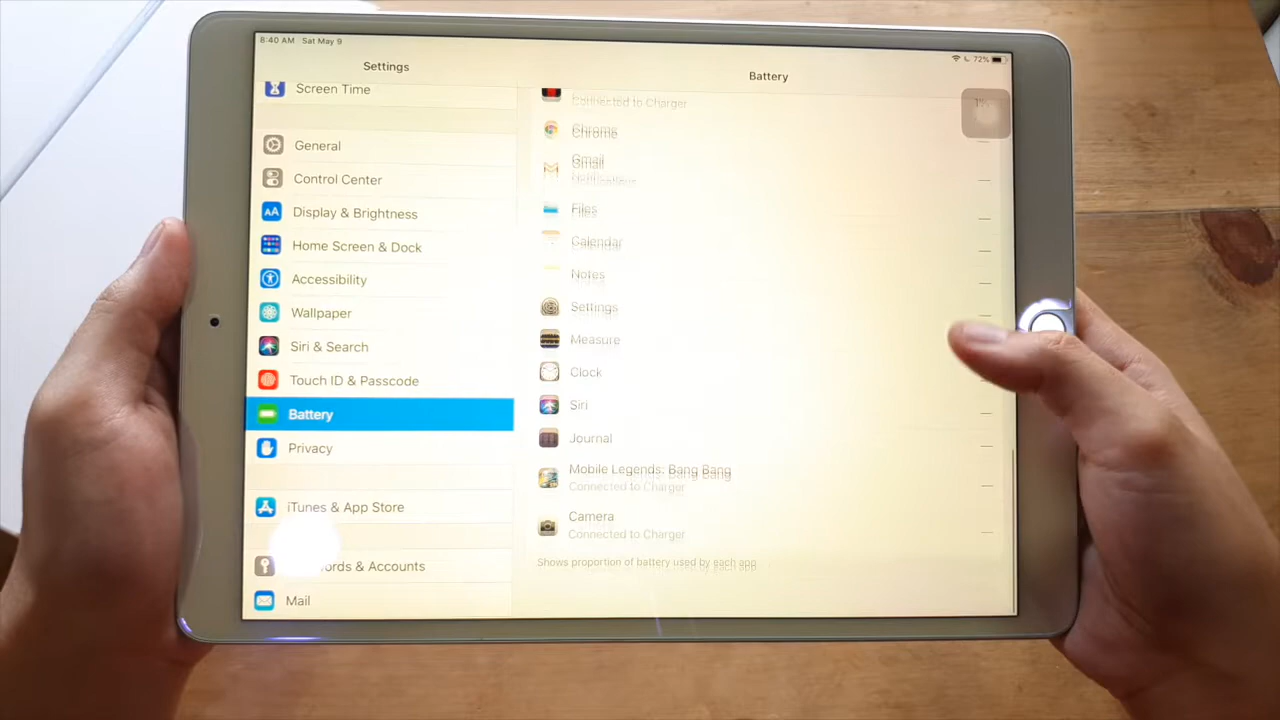 8:40 AM Sat May 9
72%
Settings
Battery
Screen Time
General
Control Center
Display & Brightness
Home Screen & Dock
Accessibility
Wallpaper
Siri & Search
Touch ID & Passcode
Battery
Privacy
iTunes & App Store
& Accounts
Mail
Connected to Charger
Chrome
Gmail
Files
Calendar
Notes
Settings
Measure
Clock
Siri
Journal
Mobile Legends: Bang Bang
Connected to Charger
Camera
Connected to Charger
Shows proportion of battery used by each app